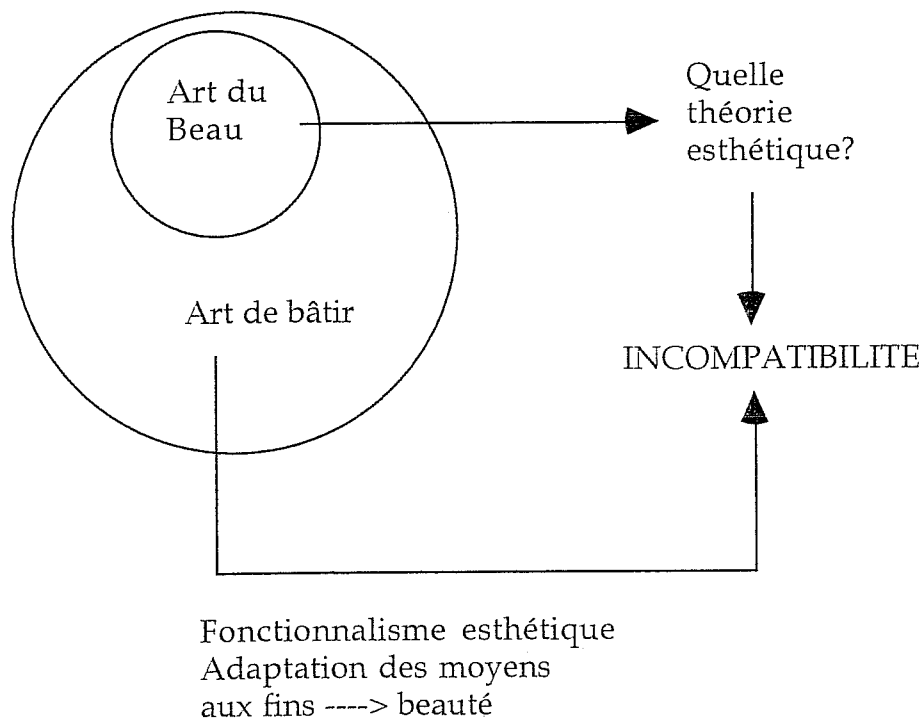 Art du
Beau
Quelle
théorie
esthétique?
Art de bâtir
INCOMPATIBILITE
Fonctionnalisme esthétique
Adaptation des moyens
aux fins ----> beauté